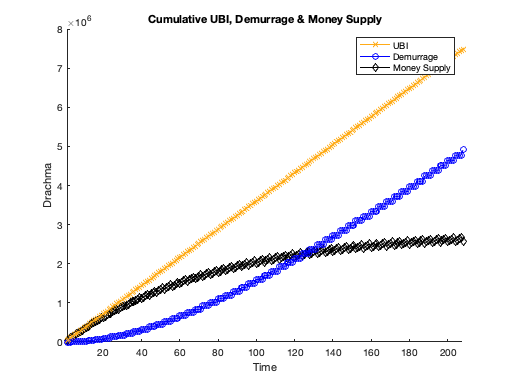 Cumulative UBI, Demurrage & Money Supply
×10^6
8
7
6
5
4
3
2
1
0
Drachma
UBI
Demurrage
Money Supply
20 40 60 80 100 120 140 160 180 200
Time